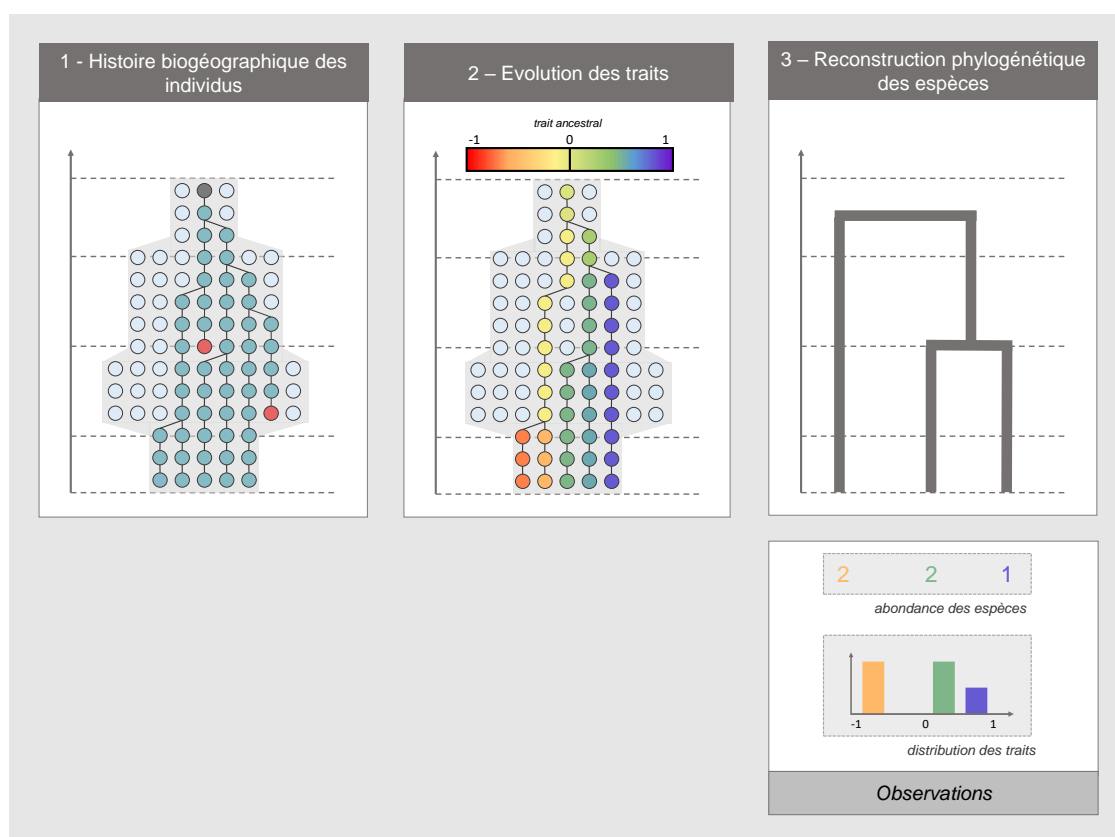 1 - Histoire biogéographique des
individus
2 – Evolution des traits
trait ancestral
-1 0 1
3 – Reconstruction phylogénétique
des espèces
2 2 1
abondance des espèces
-1 0 1
distribution des traits
Observations